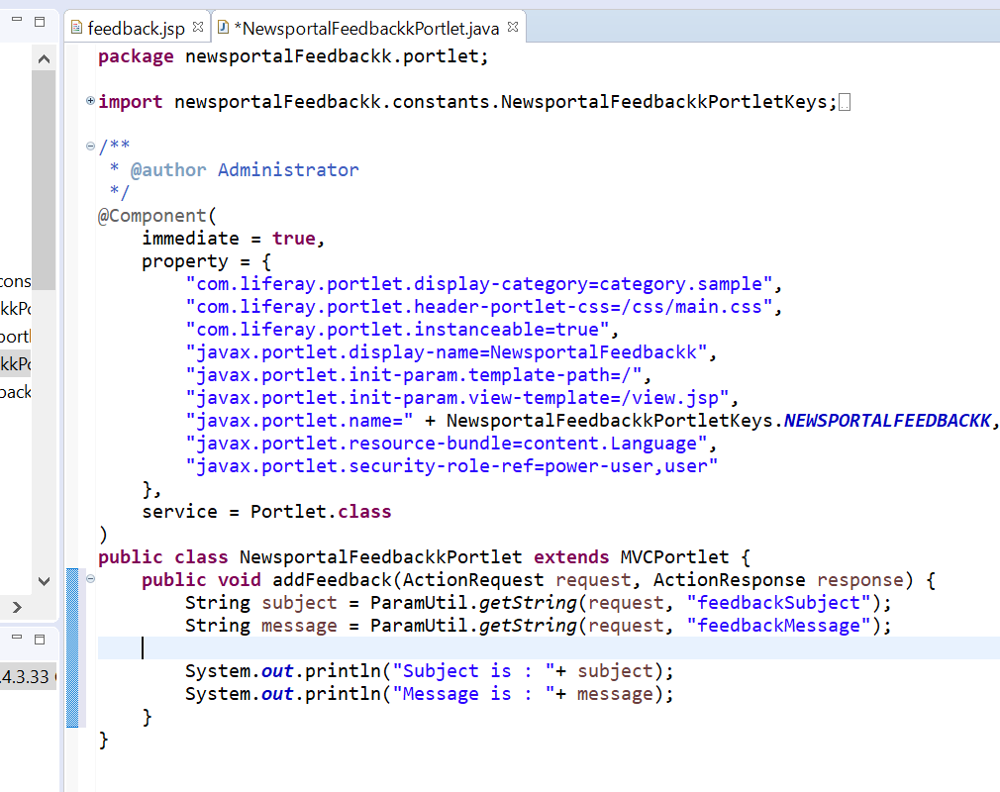 feedback.jsp *NewsportalFeedbackkPortlet.java
package newsportalFeedbackk.portlet;
import newsportalFeedbackk.constants.NewsportalFeedbackkPortletKeys;
/**
* @author Administrator
*/
@Component(
immediate = true,
property = {
"com.liferay.portlet.display-category=category.sample",
"com.liferay.portlet.header-portlet-css=/css/main.css",
"com.liferay.portlet.instanceable=true",
"javax.portlet.display-name=NewsportalFeedbackk",
"javax.portlet.init-param.template-path=/",
"javax.portlet.init-param.view-template=/view.jsp",
"javax.portlet.name=" + NewsportalFeedbackkPortletKeys.NEWSPORTALFEEDBACKK,
"javax.portlet.resource-bundle=content.Language",
"javax.portlet.security-role-ref=power-user,user"
},
service = Portlet.class
)
public class NewsportalFeedbackkPortlet extends MVCPortlet {
public void addFeedback(ActionRequest request, ActionResponse response) {
String subject = ParamUtil.getString(request, "feedbackSubject");
String message = ParamUtil.getString(request, "feedbackMessage");
System.out.println("Subject is : "+ subject);
System.out.println("Message is : "+ message);
}
}
cons
kkPo
portl
kkPo
back
.4.3.33